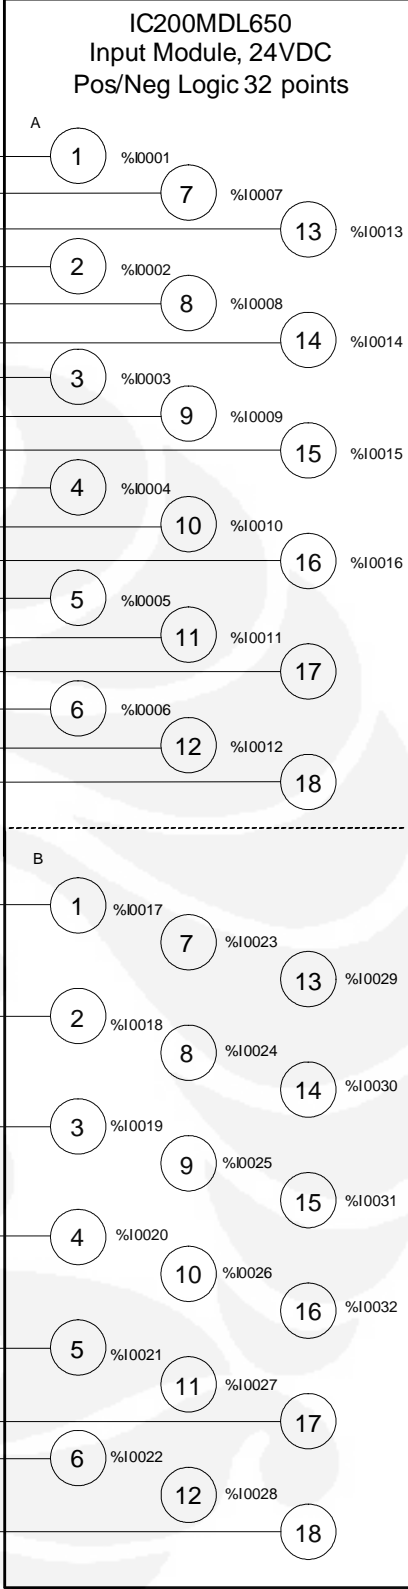 IC200MDL650
Input Module, 24VDC
Pos/Neg Logic 32 points
A
1 %I0001
7 %I0007
13 %I0013
2 %I0002
8 %I0008
14 %I0014
3 %I0003
9 %I0009
15 %I0015
4 %I0004
10 %I0010
16 %I0016
5 %I0005
11 %I0011
17
6 %I0006
12 %I0012
18
B
1 %I0017
7 %I0023
13 %I0029
2 %I0018
8 %I0024
14 %I0030
3 %I0019
9 %I0025
15 %I0031
4 %I0020
10 %I0026
16 %I0032
5 %I0021
11 %I0027
17
6 %I0022
12 %I0028
18